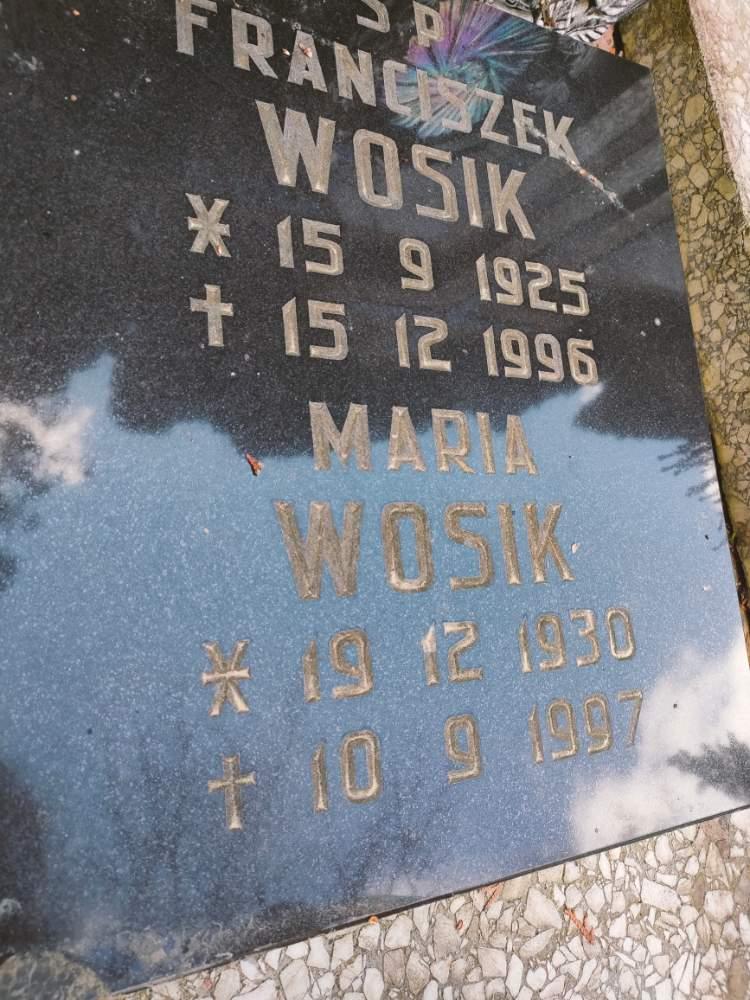 S P
FRANCISZEK
WOSIK
* 15 9 1925
† 15 12 1996
MARIA
WOSIK
* 19 12 1930
† 10 9 1997